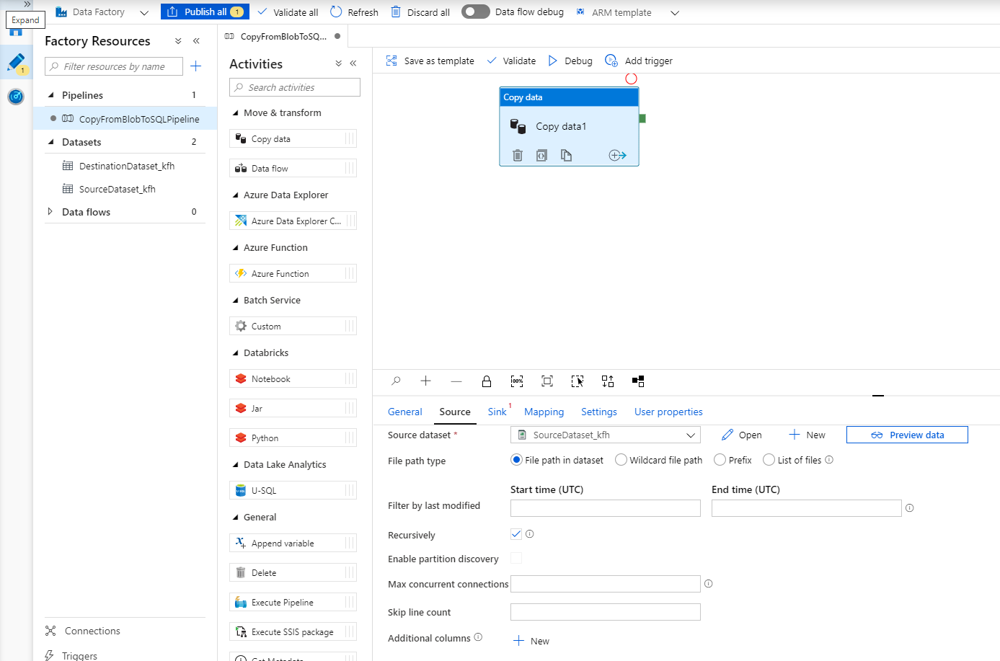 Expand
Data Factory
Publish all 1
Validate all
Refresh
Discard all
Data flow debug
ARM template
1
Factory Resources
Filter resources by name
Pipelines 1
CopyFromBlobToSQLPipeline
Datasets 2
DestinationDataset_kfh
SourceDataset_kfh
Data flows 0
Connections
Triggers
CopyFromBlobToSQ...
Activities
Search activities
Move & transform
Copy data
Data flow
Azure Data Explorer
Azure Data Explorer C...
Azure Function
Azure Function
Batch Service
Custom
Databricks
Notebook
Jar
Python
Data Lake Analytics
U-SQL
General
Append variable
Delete
Execute Pipeline
Execute SSIS package
Get Metadata
Save as template
Validate
Debug
Add trigger
Copy data
Copy data1
100%
General
Source
Sink 1
Mapping
Settings
User properties
Source dataset *
SourceDataset_kfh
Open
New
Preview data
File path type
File path in dataset
Wildcard file path
Prefix
List of files
Start time (UTC)
End time (UTC)
Filter by last modified
Recursively
Enable partition discovery
Max concurrent connections
Skip line count
Additional columns
New